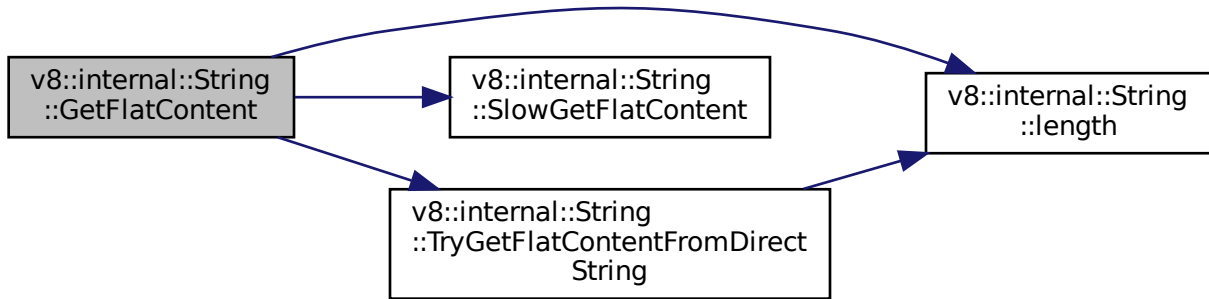 v8::internal::String
::GetFlatContent
v8::internal::String
::SlowGetFlatContent
v8::internal::String
::length
v8::internal::String
::TryGetFlatContentFromDirect
String